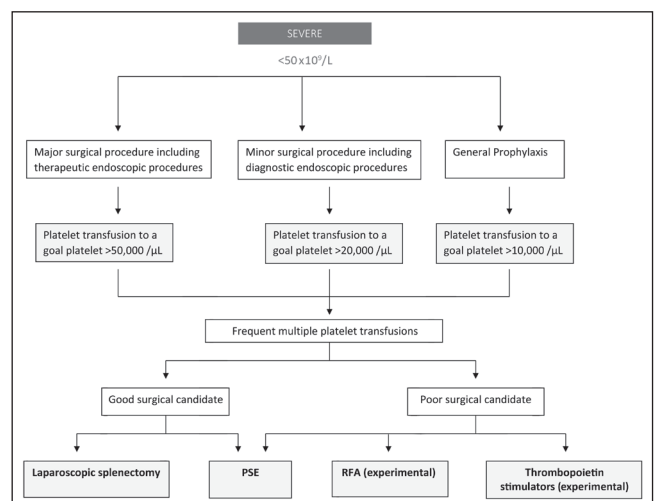 SEVERE
<50 x10⁹/L
Major surgical procedure including
therapeutic endoscopic procedures
Minor surgical procedure including
diagnostic endoscopic procedures
General Prophylaxis
Platelet transfusion to a
goal platelet >50,000 /µL
Platelet transfusion to a
goal platelet >20,000 /µL
Platelet transfusion to a
goal platelet >10,000 /µL
Frequent multiple platelet transfusions
Good surgical candidate
Poor surgical candidate
Laparoscopic splenectomy
PSE
RFA (experimental)
Thrombopoietin
stimulators (experimental)